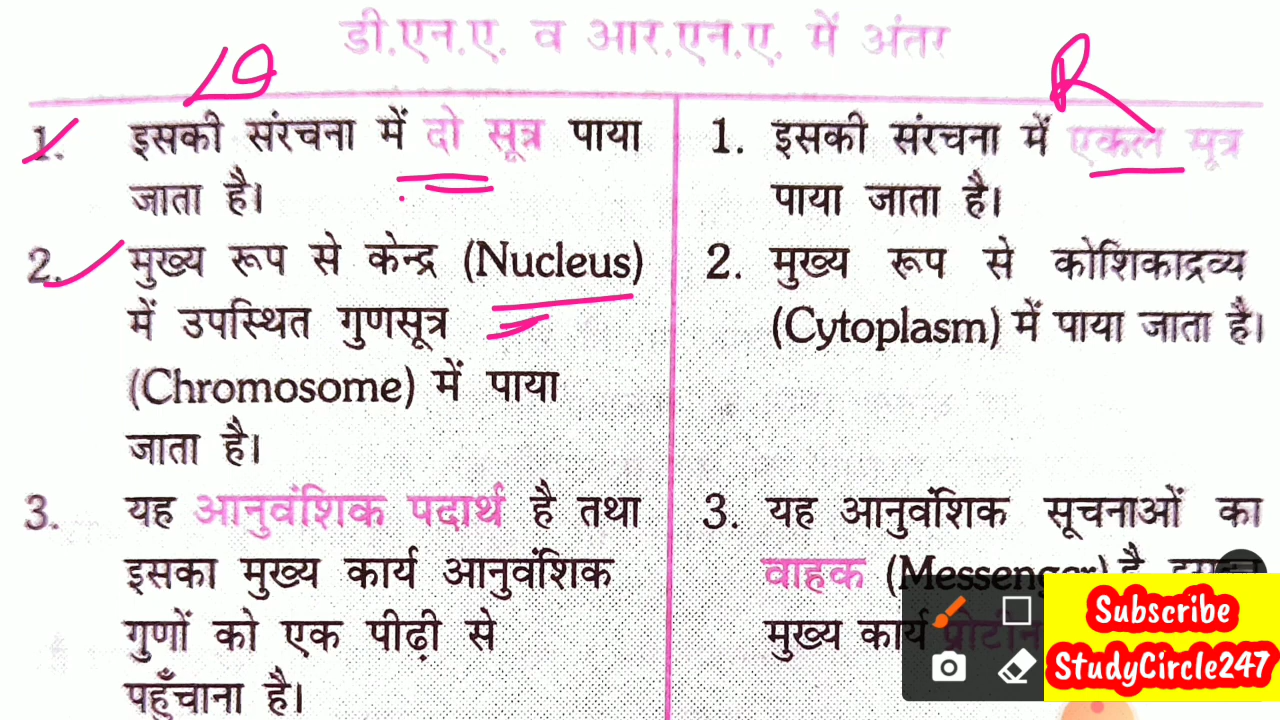 डी.एन.ए. व आर.एन.ए. में अंतर
D
R
1. इसकी संरचना में दो सूत्र पाया
जाता है।
2. मुख्य रूप से केन्द्र (Nucleus)
में उपस्थित गुणसूत्र
(Chromosome) में पाया
जाता है।
3. यह आनुवंशिक पदार्थ है तथा
इसका मुख्य कार्य आनुवंशिक
गुणों को एक पीढ़ी से
पहुँचाना है।
1. इसकी संरचना में एकल सूत्र
पाया जाता है।
2. मुख्य रूप से कोशिकाद्रव्य
(Cytoplasm) में पाया जाता है।
3. यह आनुवंशिक सूचनाओं का
वाहक (Messenger) है
मुख्य कार्य प्रोटीन
Subscribe
StudyCircle247